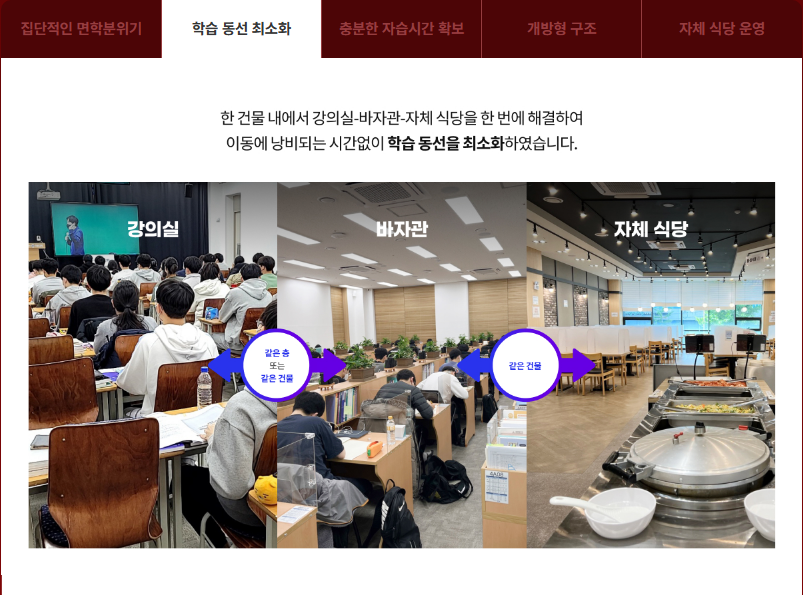 집단적인 면학분위기
학습 동선 최소화
충분한 자습시간 확보
개방형 구조
자체 식당 운영
한 건물 내에서 강의실-바자관-자체 식당을 한 번에 해결하여
이동에 낭비되는 시간없이 학습 동선을 최소화하였습니다.
강의실
바자관
자체 식당
같은 층
또는
같은 건물
같은 건물